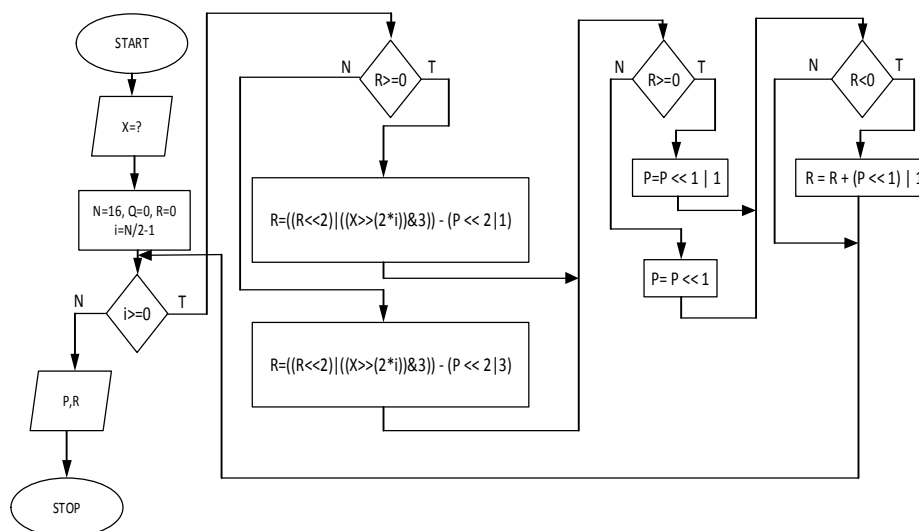 START
X=?
N=16, Q=0, R=0
i=N/2-1
i>=0
N
T
P,R
STOP
R>=0
N
T
R=((R<<2)|((X>>(2*i))&3)) - (P << 2|1)
R=((R<<2)|((X>>(2*i))&3)) - (P << 2|3)
R>=0
N
T
P=P << 1 | 1
P= P << 1
R<0
N
T
R = R + (P << 1) | 1